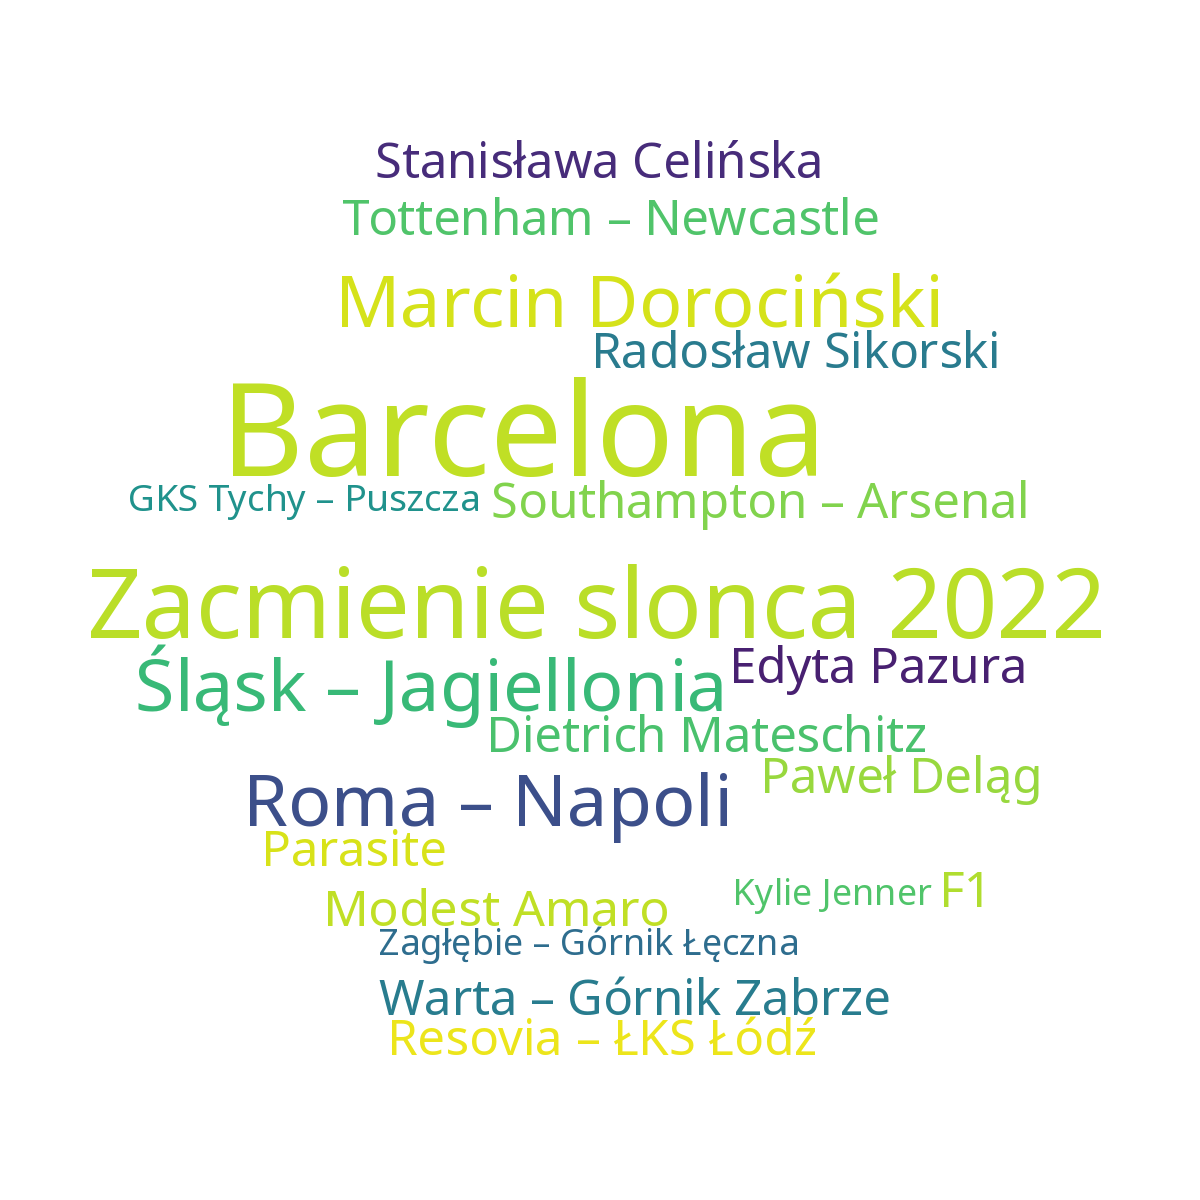 Stanisława Celińska
Tottenham – Newcastle
Marcin Dorociński
Radosław Sikorski
Barcelona
GKS Tychy – Puszcza
Southampton – Arsenal
Zacmienie slonca 2022
Śląsk – Jagiellonia
Edyta Pazura
Dietrich Mateschitz
Paweł Deląg
Roma – Napoli
Parasite
Kylie Jenner
F1
Modest Amaro
Zagłębie – Górnik Łęczna
Warta – Górnik Zabrze
Resovia – ŁKS Łódź